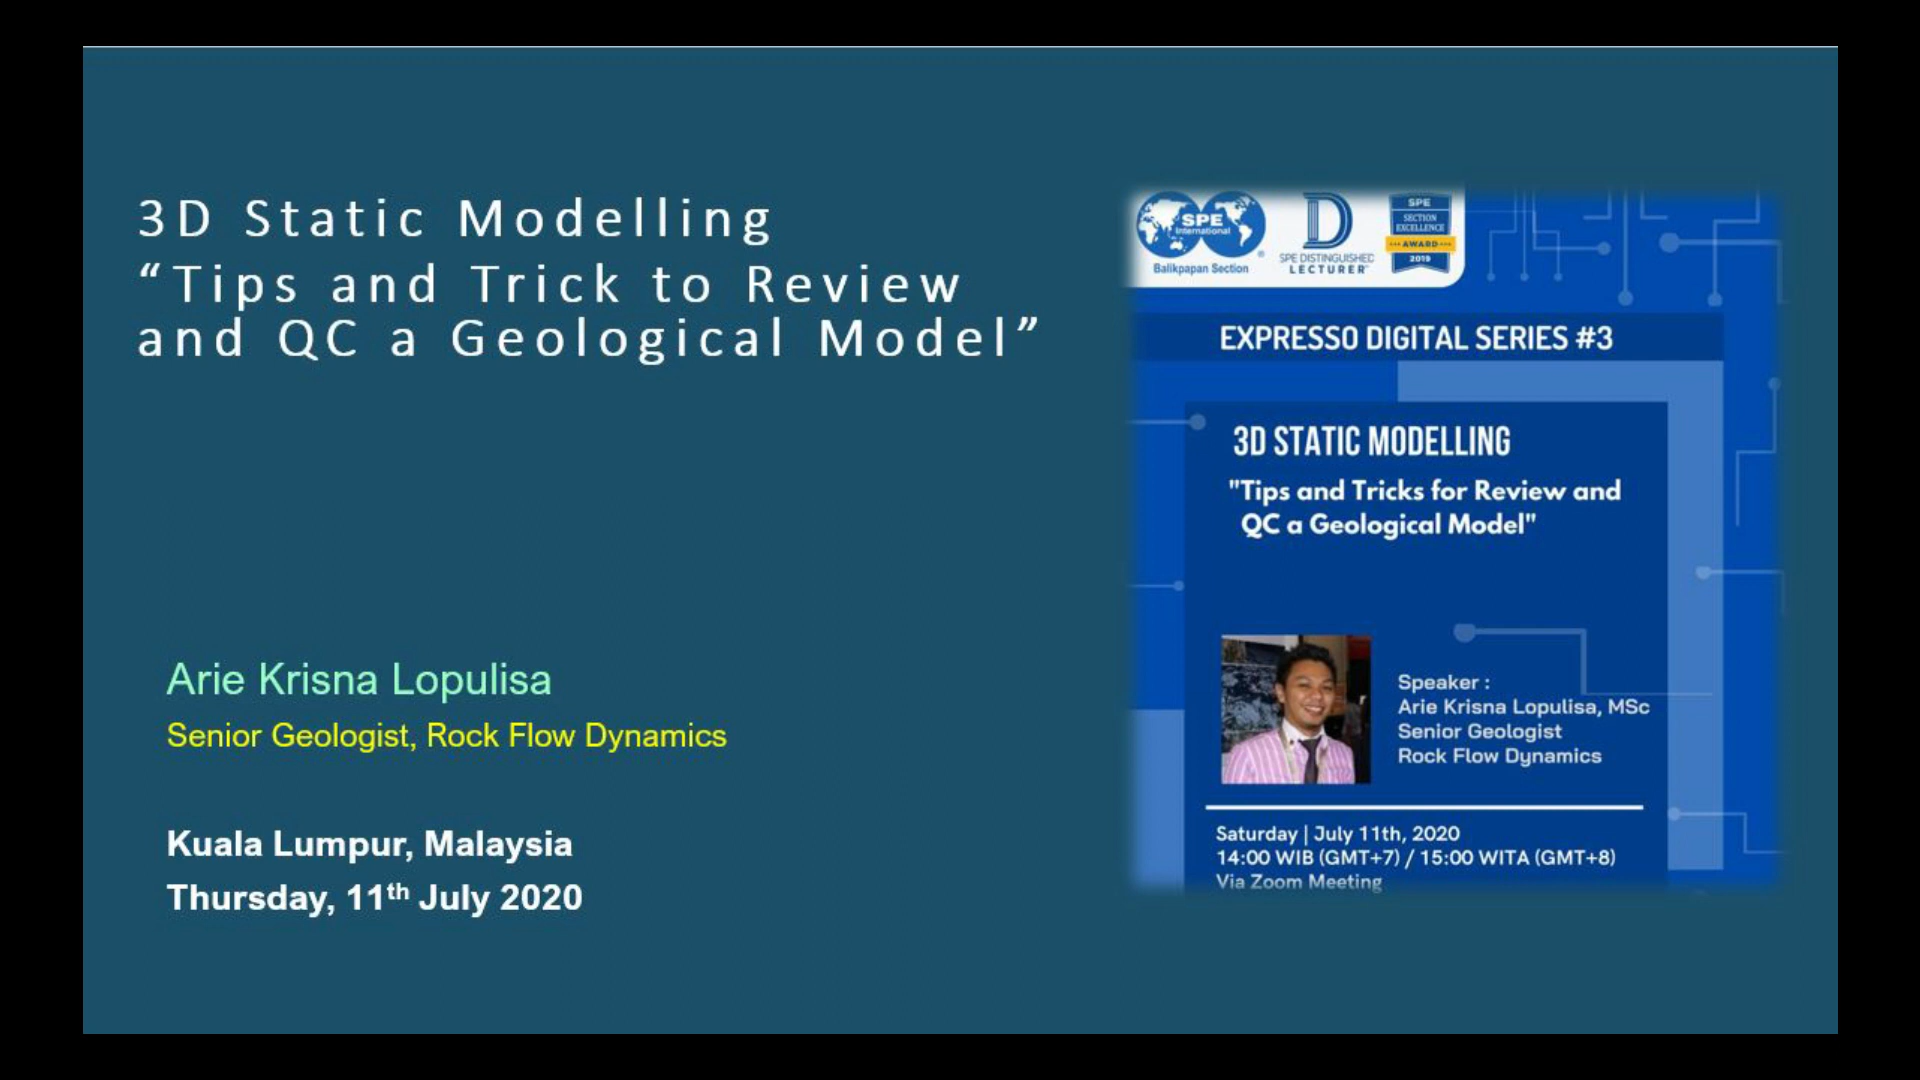 3D Static Modelling
“Tips and Trick to Review
and QC a Geological Model”
Arie Krisna Lopulisa
Senior Geologist, Rock Flow Dynamics
Kuala Lumpur, Malaysia
Thursday, 11th July 2020
SPE
International
Balikpapan Section
SPE DISTINGUISHED
LECTURER
SPE
SECTION
EXCELLENCE
AWARD
2019
EXPRESSO DIGITAL SERIES #3
3D STATIC MODELLING
"Tips and Tricks for Review and
QC a Geological Model"
Speaker :
Arie Krisna Lopulisa, MSc
Senior Geologist
Rock Flow Dynamics
Saturday | July 11th, 2020
14:00 WIB (GMT+7) / 15:00 WITA (GMT+8)
Via Zoom Meeting